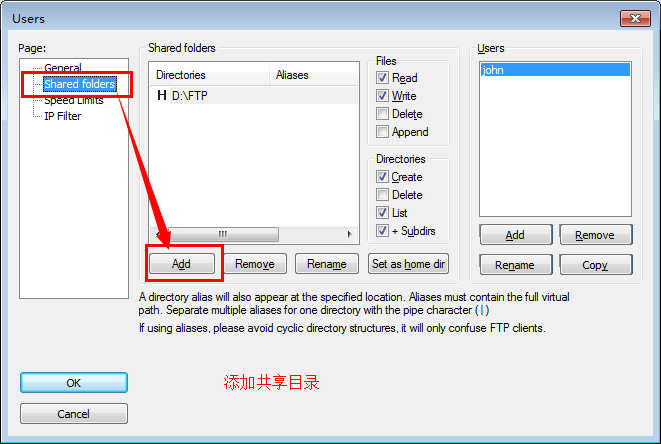 Users
Page:
General
Shared folders
Speed Limits
IP Filter
Shared folders
Directories Aliases
H D:\FTP
Add Remove Rename Set as home dir
Files
Read
Write
Delete
Append
Directories
Create
Delete
List
+ Subdirs
Users
john
Add Remove
Rename Copy
A directory alias will also appear at the specified location. Aliases must contain the full virtual
path. Separate multiple aliases for one directory with the pipe character (|)
If using aliases, please avoid cyclic directory structures, it will only confuse FTP clients.
添加共享目录
OK
Cancel